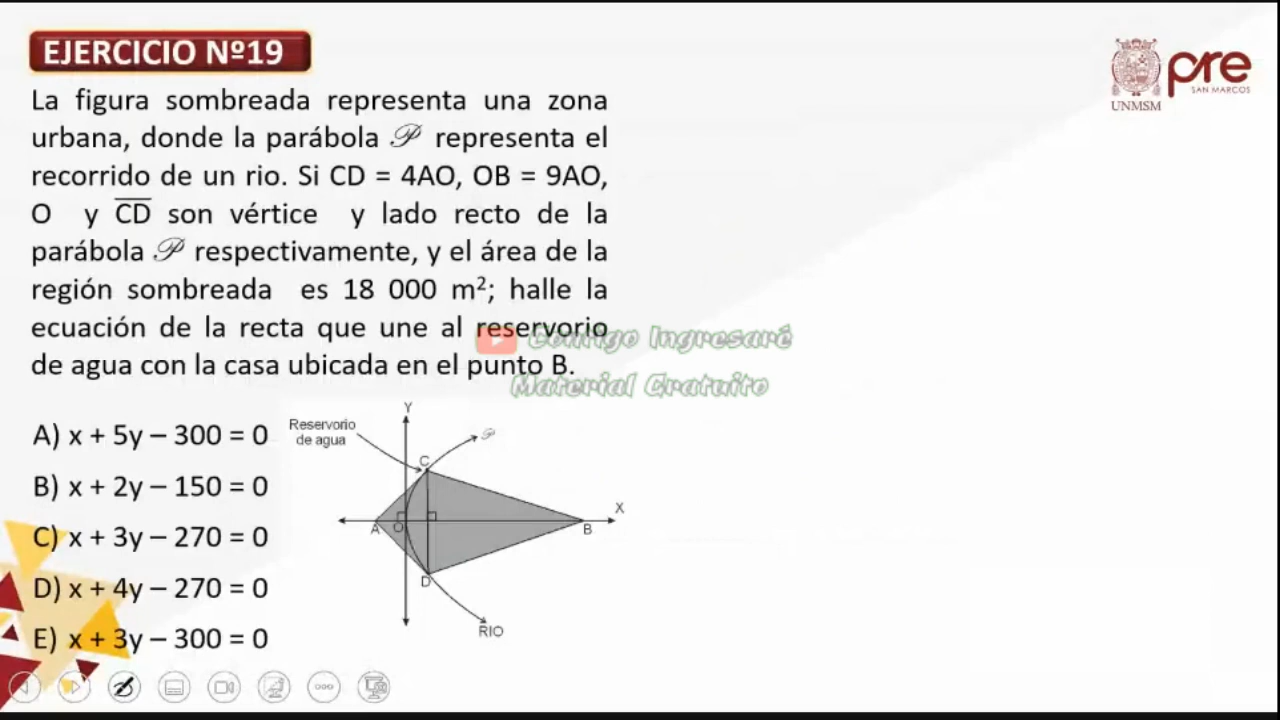 EJERCICIO Nº19
La figura sombreada representa una zona
urbana, donde la parábola 𝒫 representa el
recorrido de un rio. Si CD = 4AO, OB = 9AO,
O y C̅D̅ son vértice y lado recto de la
parábola 𝒫 respectivamente, y el área de la
región sombreada es 18 000 m²; halle la
ecuación de la recta que une al reservorio
de agua con la casa ubicada en el punto B.
A) x + 5y – 300 = 0
B) x + 2y – 150 = 0
C) x + 3y – 270 = 0
D) x + 4y – 270 = 0
E) x + 3y – 300 = 0
Reservorio
de agua
Y
𝒫
C
X
A
O
B
D
RIO
Conmigo Ingresaré
Material Gratuito
UNMSM
pre
SAN MARCOS